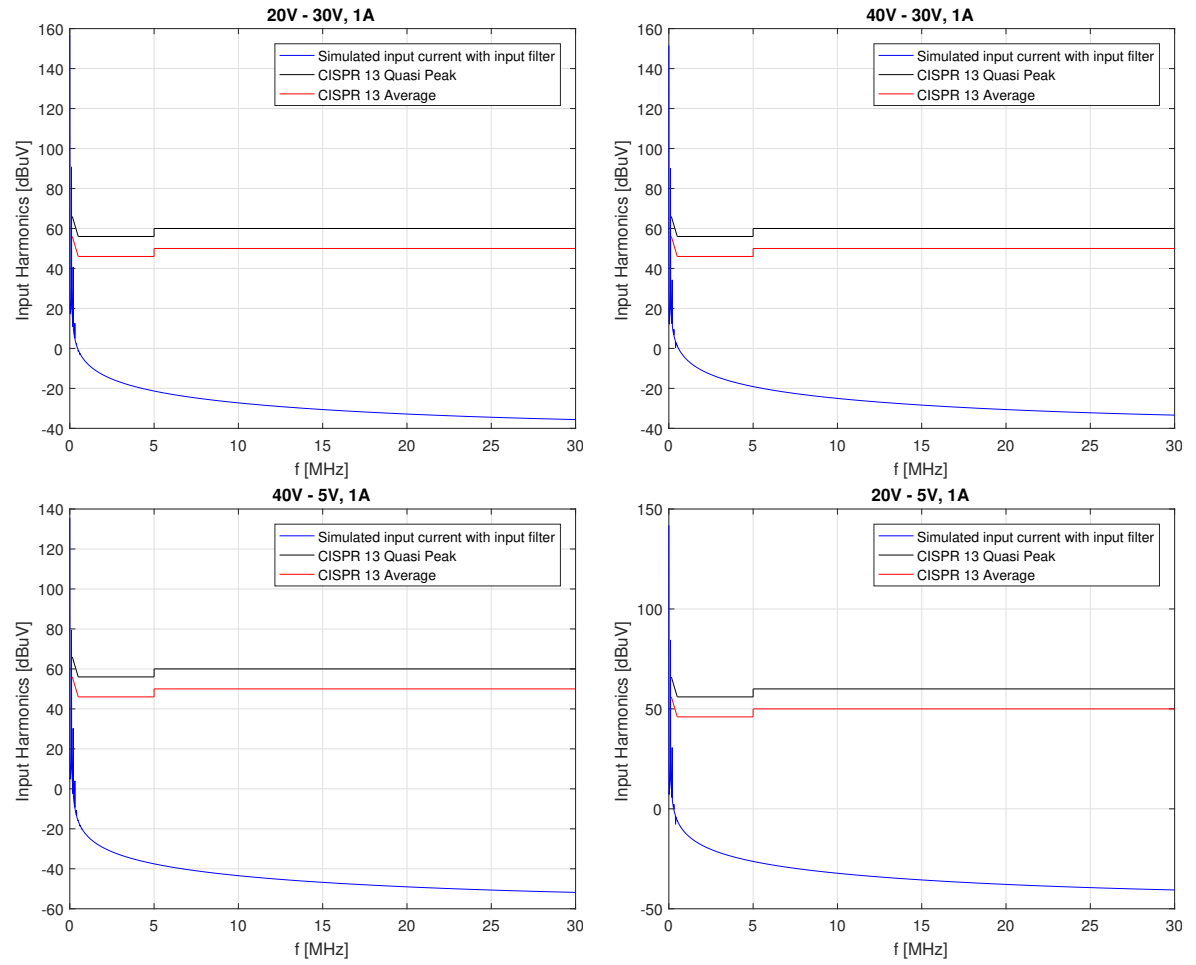 20V - 30V, 1A
160
140
120
100
80
60
40
20
0
-20
-40
Input Harmonics [dBuV]
Simulated input current with input filter
CISPR 13 Quasi Peak
CISPR 13 Average
0 5 10 15 20 25 30
f [MHz]
40V - 30V, 1A
160
140
120
100
80
60
40
20
0
-20
-40
Input Harmonics [dBuV]
Simulated input current with input filter
CISPR 13 Quasi Peak
CISPR 13 Average
0 5 10 15 20 25 30
f [MHz]
40V - 5V, 1A
140
120
100
80
60
40
20
0
-20
-40
-60
Input Harmonics [dBuV]
Simulated input current with input filter
CISPR 13 Quasi Peak
CISPR 13 Average
0 5 10 15 20 25 30
f [MHz]
20V - 5V, 1A
150
100
50
0
-50
Input Harmonics [dBuV]
Simulated input current with input filter
CISPR 13 Quasi Peak
CISPR 13 Average
0 5 10 15 20 25 30
f [MHz]